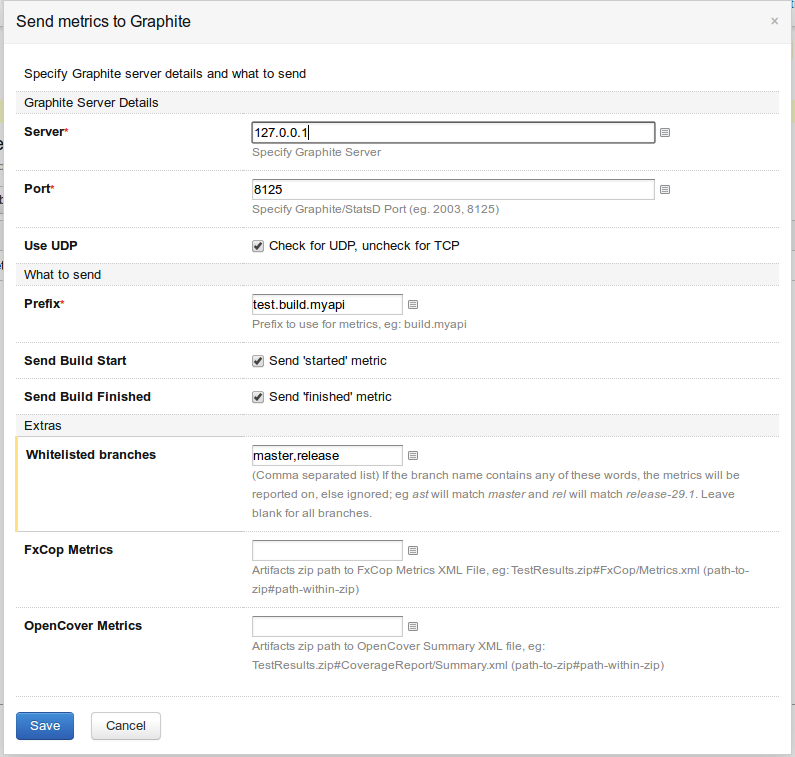 Send metrics to Graphite
×
Specify Graphite server details and what to send
Graphite Server Details
Server*
127.0.0.1
Specify Graphite Server
Port*
8125
Specify Graphite/StatsD Port (eg. 2003, 8125)
Use UDP
Check for UDP, uncheck for TCP
What to send
Prefix*
test.build.myapi
Prefix to use for metrics, eg: build.myapi
Send Build Start
Send 'started' metric
Send Build Finished
Send 'finished' metric
Extras
Whitelisted branches
master,release
(Comma separated list) If the branch name contains any of these words, the metrics will be
reported on, else ignored; eg ast will match master and rel will match release-29.1. Leave
blank for all branches.
FxCop Metrics
Artifacts zip path to FxCop Metrics XML File, eg: TestResults.zip#FxCop/Metrics.xml (path-to-
zip#path-within-zip)
OpenCover Metrics
Artifacts zip path to OpenCover Summary XML file, eg:
TestResults.zip#CoverageReport/Summary.xml (path-to-zip#path-within-zip)
Save
Cancel